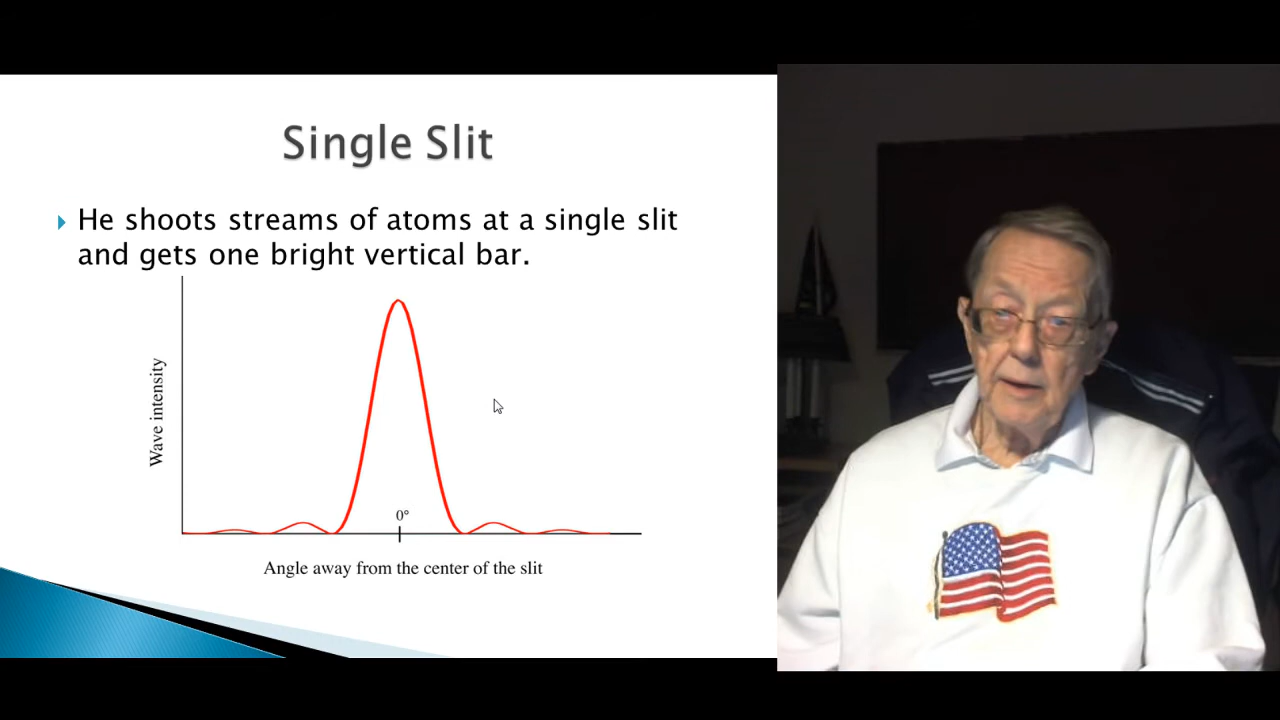 Single Slit
He shoots streams of atoms at a single slit
and gets one bright vertical bar.
Wave intensity
0°
Angle away from the center of the slit